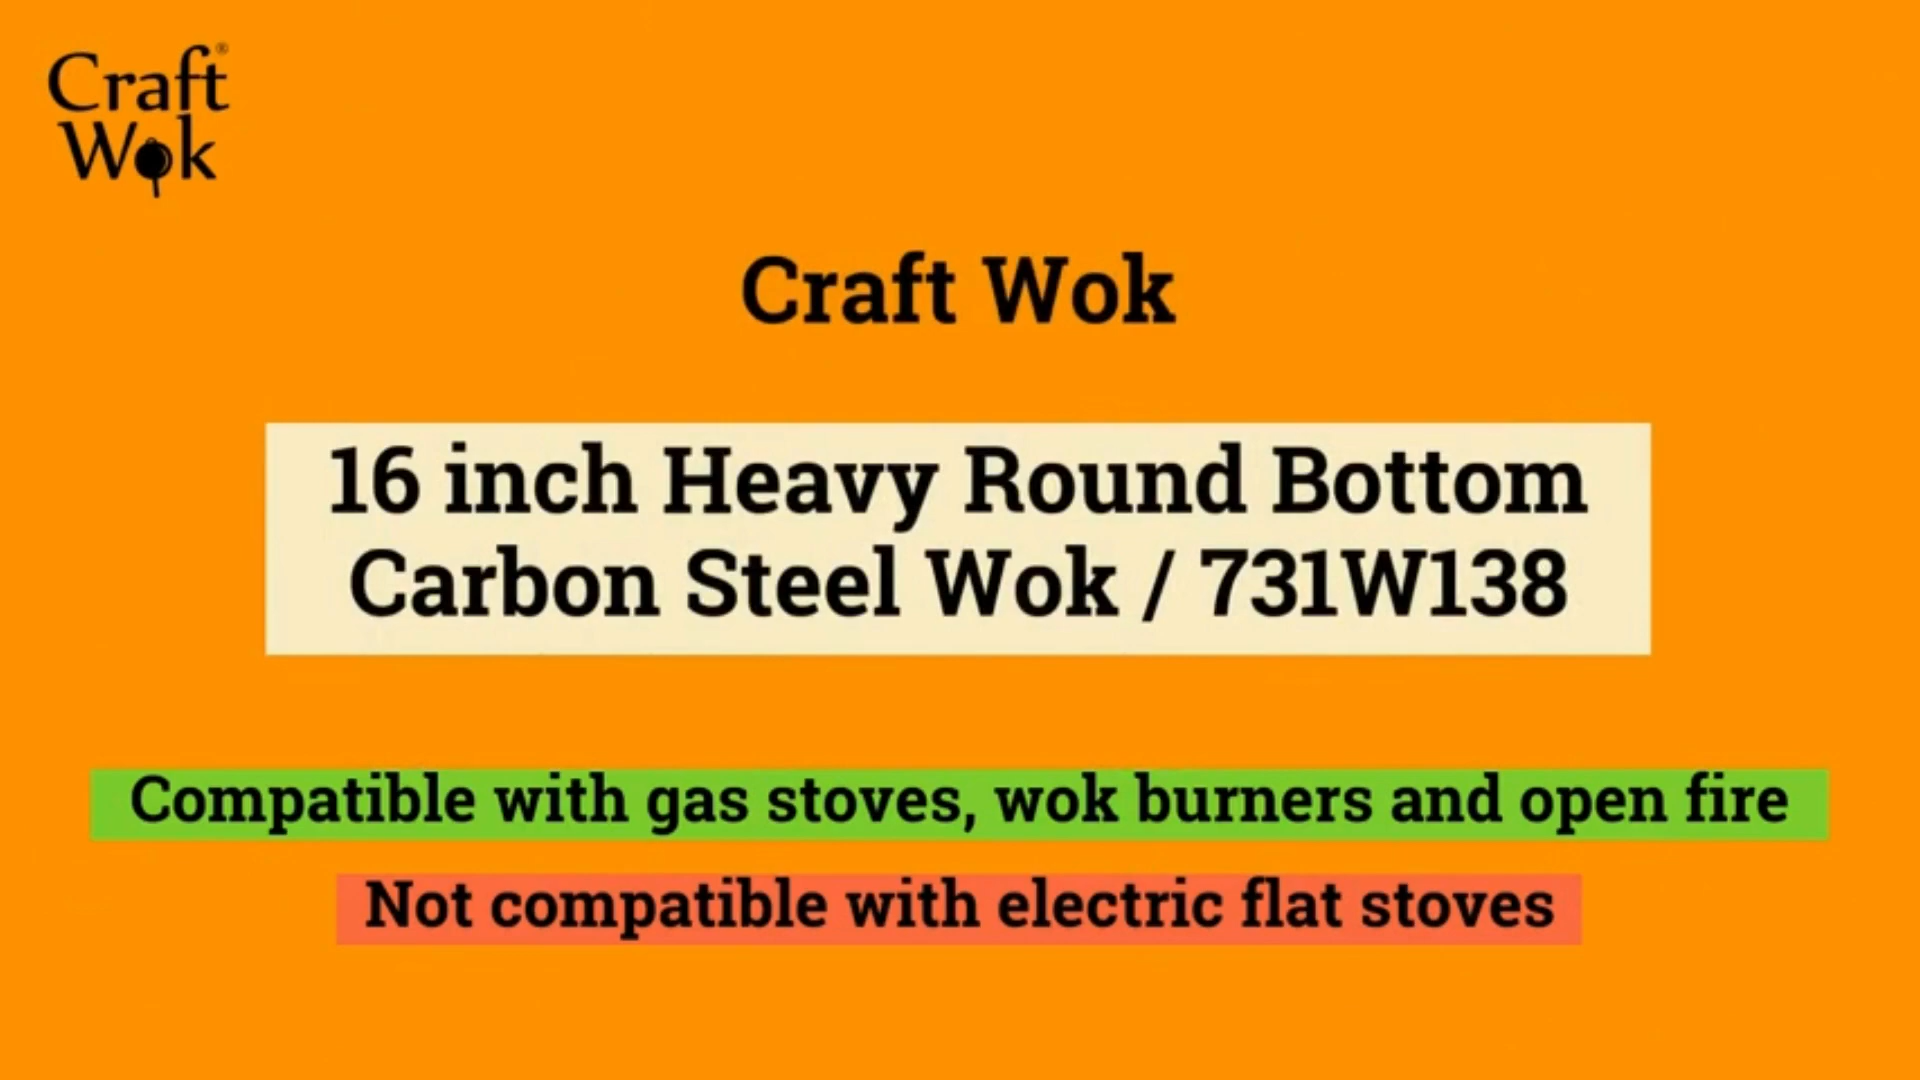 Craft®
Wok
Craft Wok
16 inch Heavy Round Bottom
Carbon Steel Wok / 731W138
Compatible with gas stoves, wok burners and open fire
Not compatible with electric flat stoves